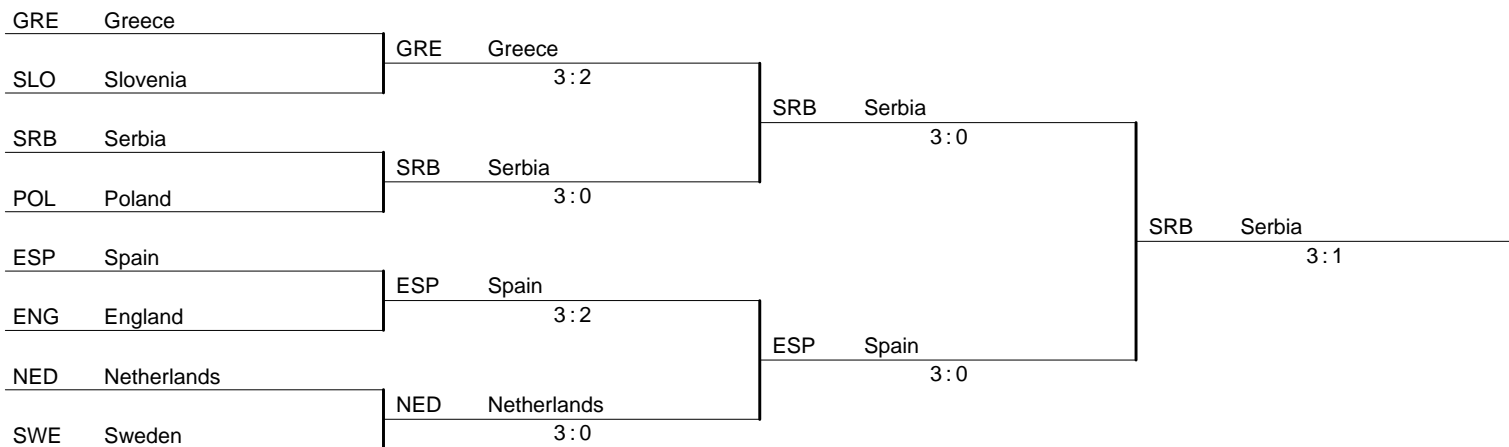 GRE Greece
SLO Slovenia
SRB Serbia
POL Poland
ESP Spain
ENG England
NED Netherlands
SWE Sweden
GRE Greece
3 : 2
SRB Serbia
3 : 0
ESP Spain
3 : 2
NED Netherlands
3 : 0
SRB Serbia
3 : 0
ESP Spain
3 : 0
SRB Serbia
3 : 1